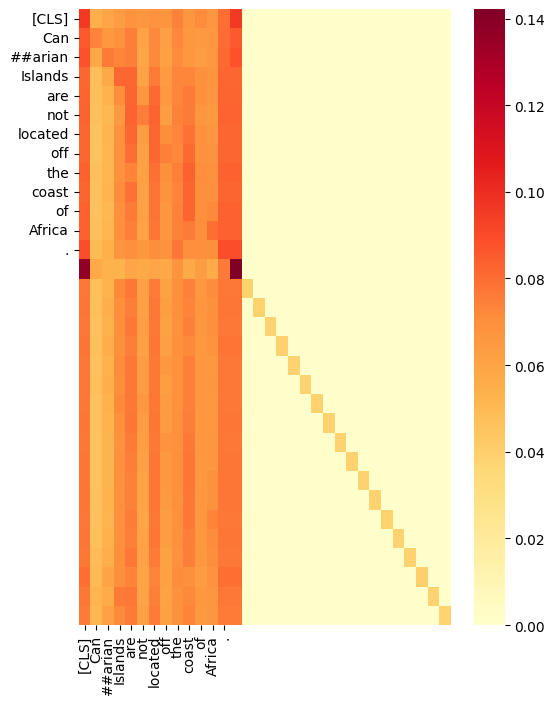 [CLS]
Can
##arian
Islands
are
not
located
off
the
coast
of
Africa
.
[CLS] Can ##arian Islands are not located off the coast of Africa .
0.14
0.12
0.10
0.08
0.06
0.04
0.02
0.00